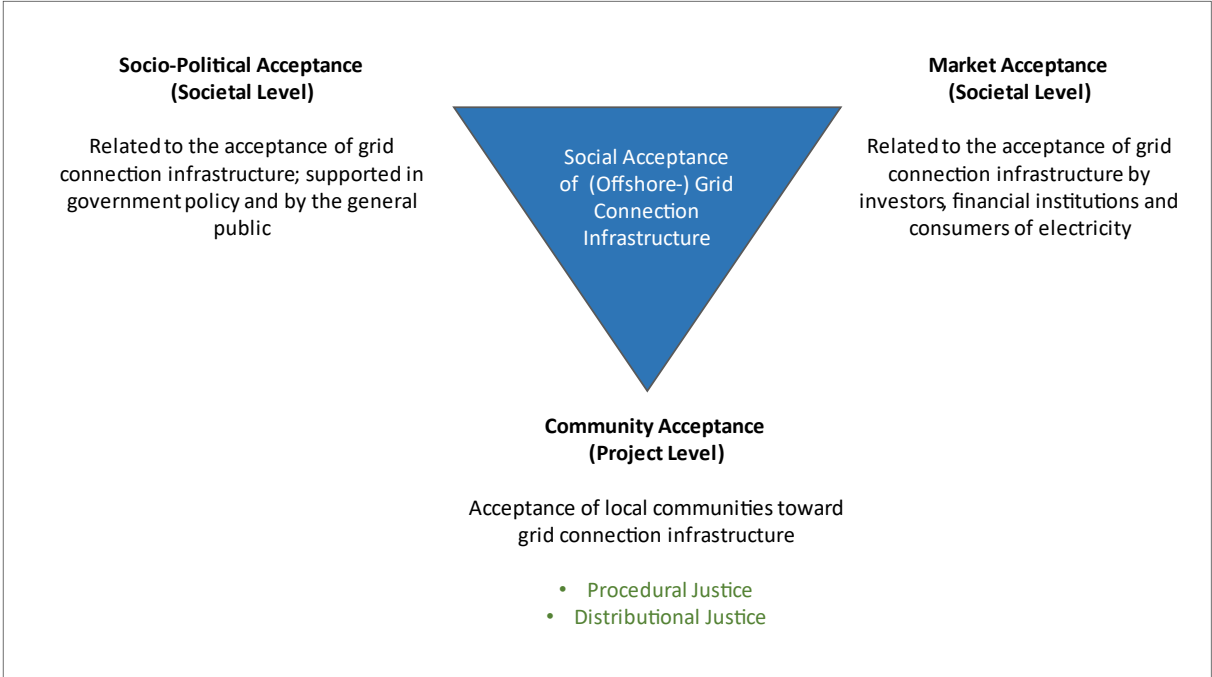 Socio-Political Acceptance
(Societal Level)
Related to the acceptance of grid
connection infrastructure; supported in
government policy and by the general
public
Market Acceptance
(Societal Level)
Related to the acceptance of grid
connection infrastructure by
investors, financial institutions and
consumers of electricity
Social Acceptance
of (Offshore-) Grid
Connection
Infrastructure
Community Acceptance
(Project Level)
Acceptance of local communities toward
grid connection infrastructure
• Procedural Justice
• Distributional Justice